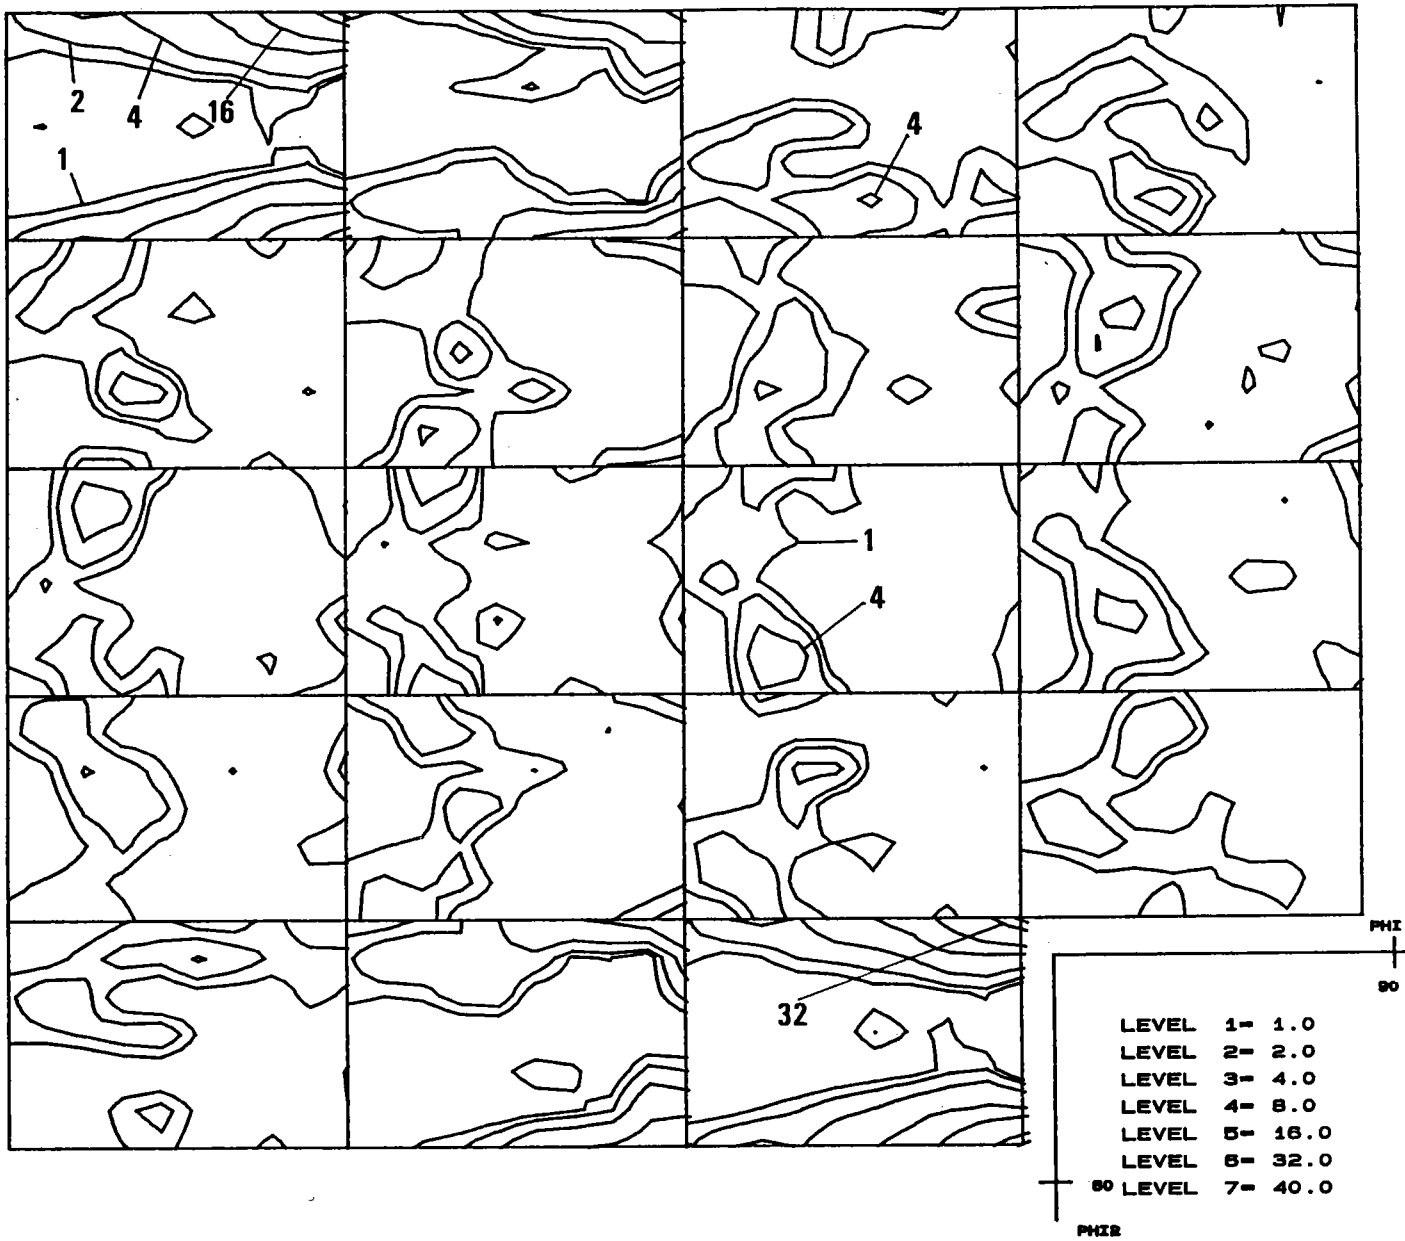 2
4
16
1
4
1
4
32
PHI
90
LEVEL 1= 1.0
LEVEL 2= 2.0
LEVEL 3= 4.0
LEVEL 4= 8.0
LEVEL 5= 16.0
LEVEL 6= 32.0
60 LEVEL 7= 40.0
PHI2